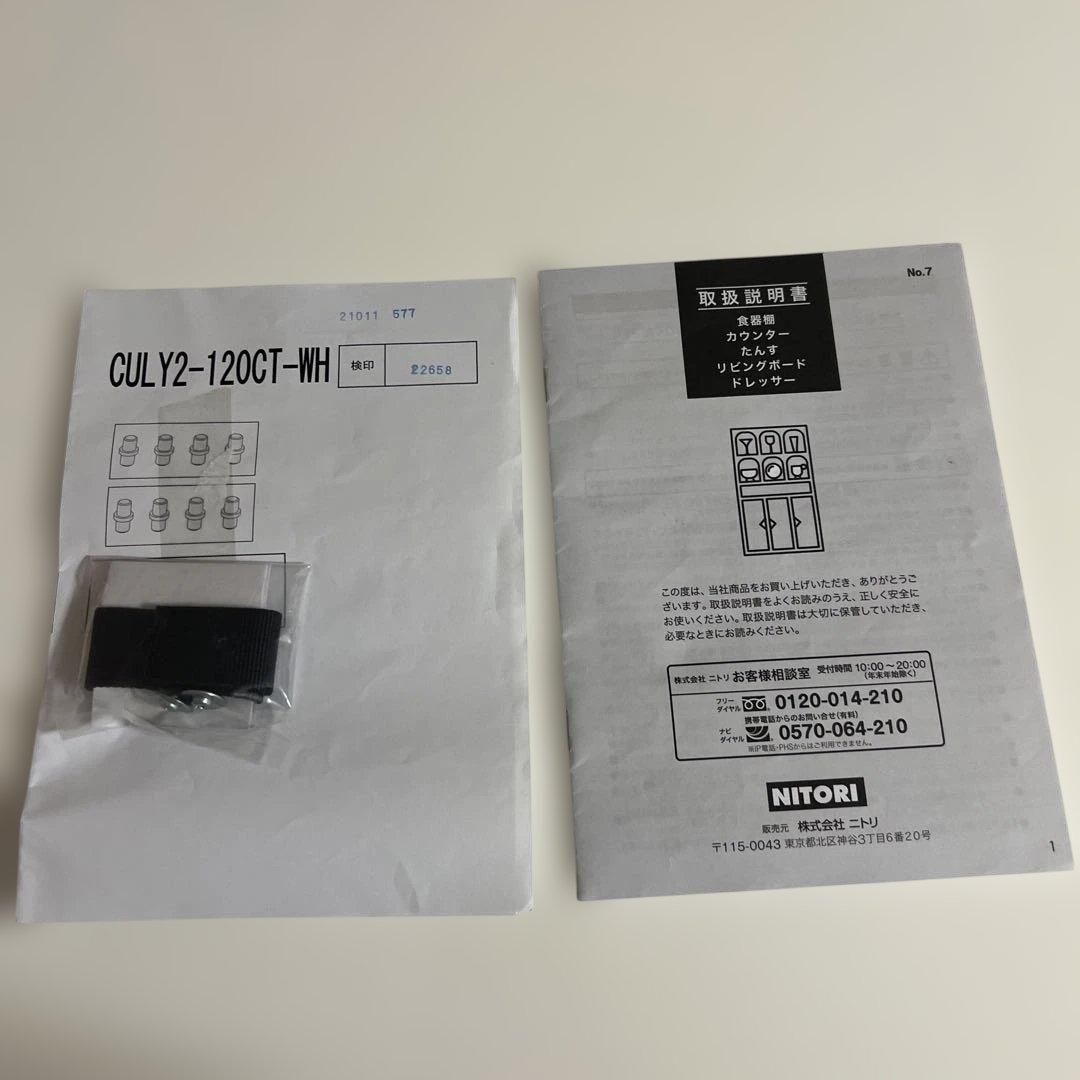 21011 577
CULY2-120CT-WH
検印
22658
No.7
取扱説明書
食器棚
カウンター
たんす
リビングボード
ドレッサー
この度は、当社商品をお買い上げいただき、ありがとうご
ざいます。取扱説明書をよくお読みのうえ、正しく安全に
お使いください。取扱説明書は大切に保管していただき、
必要なときにお読みください。
株式会社 ニトリ お客様相談室 受付時間 10:00～20:00
(年末年始除く)
フリー
ダイヤル 0120-014-210
携帯電話からのお問い合せ(有料)
ナビ
ダイヤル 0570-064-210
※IP電話・PHSからはご利用できません。
NITORI
販売元 株式会社 ニトリ
〒115-0043 東京都北区神谷3丁目6番20号
1